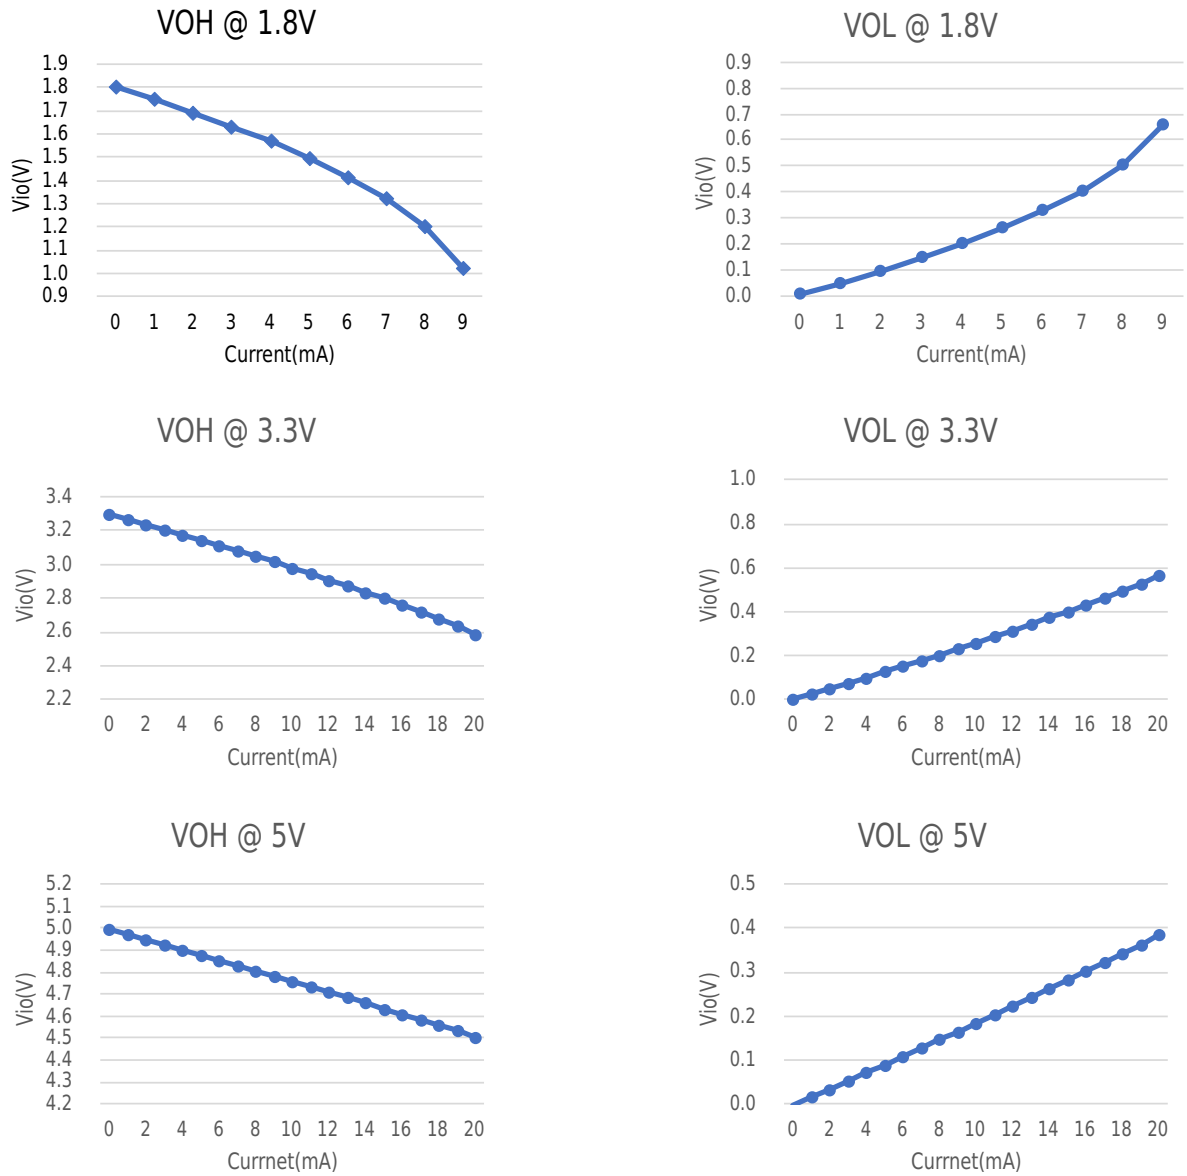 VOH @ 1.8V
1.9
1.8
1.7
1.6
1.5
1.4
1.3
1.2
1.1
1.0
0.9
Vio(V)
0 1 2 3 4 5 6 7 8 9
Current(mA)
VOL @ 1.8V
0.9
0.8
0.7
0.6
0.5
0.4
0.3
0.2
0.1
0.0
Vio(V)
0 1 2 3 4 5 6 7 8 9
Current(mA)
VOH @ 3.3V
3.4
3.2
3.0
2.8
2.6
2.4
2.2
Vio(V)
0 2 4 6 8 10 12 14 16 18 20
Current(mA)
VOL @ 3.3V
1.0
0.8
0.6
0.4
0.2
0.0
Vio(V)
0 2 4 6 8 10 12 14 16 18 20
Current(mA)
VOH @ 5V
5.2
5.1
5.0
4.9
4.8
4.7
4.6
4.5
4.4
4.3
4.2
Vio(V)
0 2 4 6 8 10 12 14 16 18 20
Currnet(mA)
VOL @ 5V
0.5
0.4
0.3
0.2
0.1
0.0
Vio(V)
0 2 4 6 8 10 12 14 16 18 20
Currnet(mA)